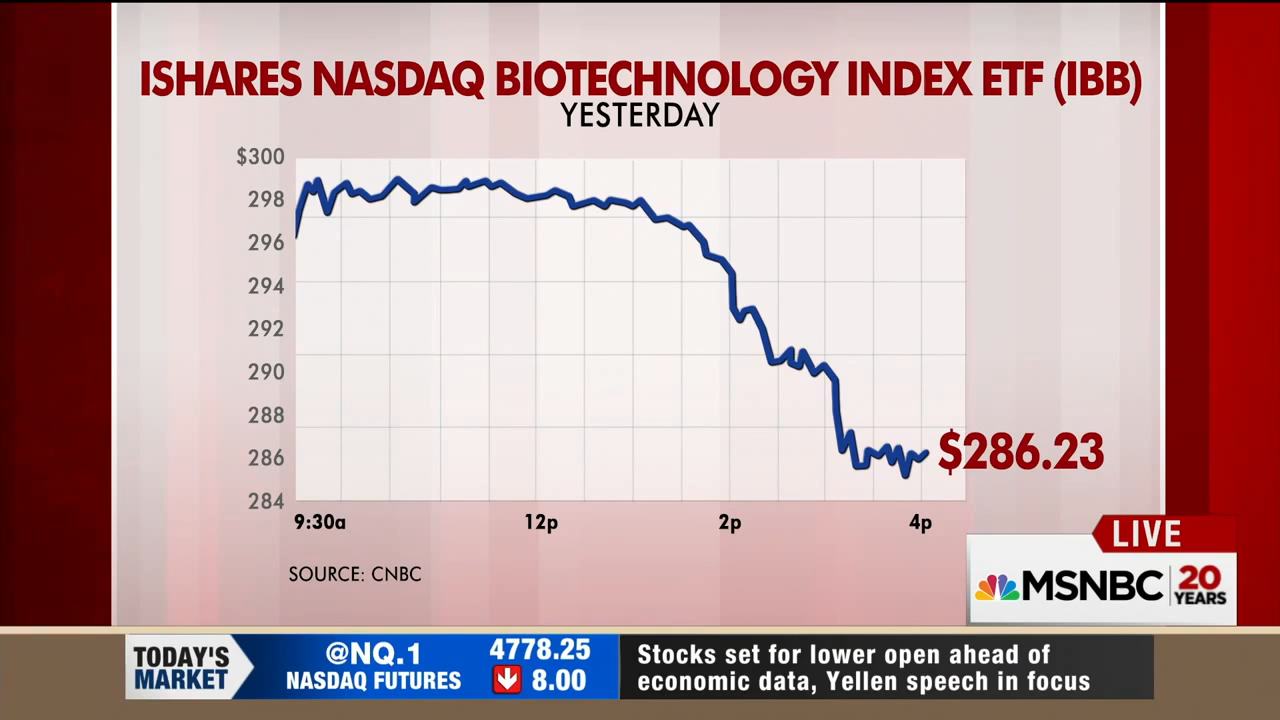 ISHARES NASDAQ BIOTECHNOLOGY INDEX ETF (IBB)
YESTERDAY
$300
298
296
294
292
290
288
286
284
$286.23
9:30a 12p 2p 4p
SOURCE: CNBC
LIVE
MSNBC 20 YEARS
TODAY'S MARKET
@NQ.1 4778.25
NASDAQ FUTURES 8.00
Stocks set for lower open ahead of
economic data, Yellen speech in focus